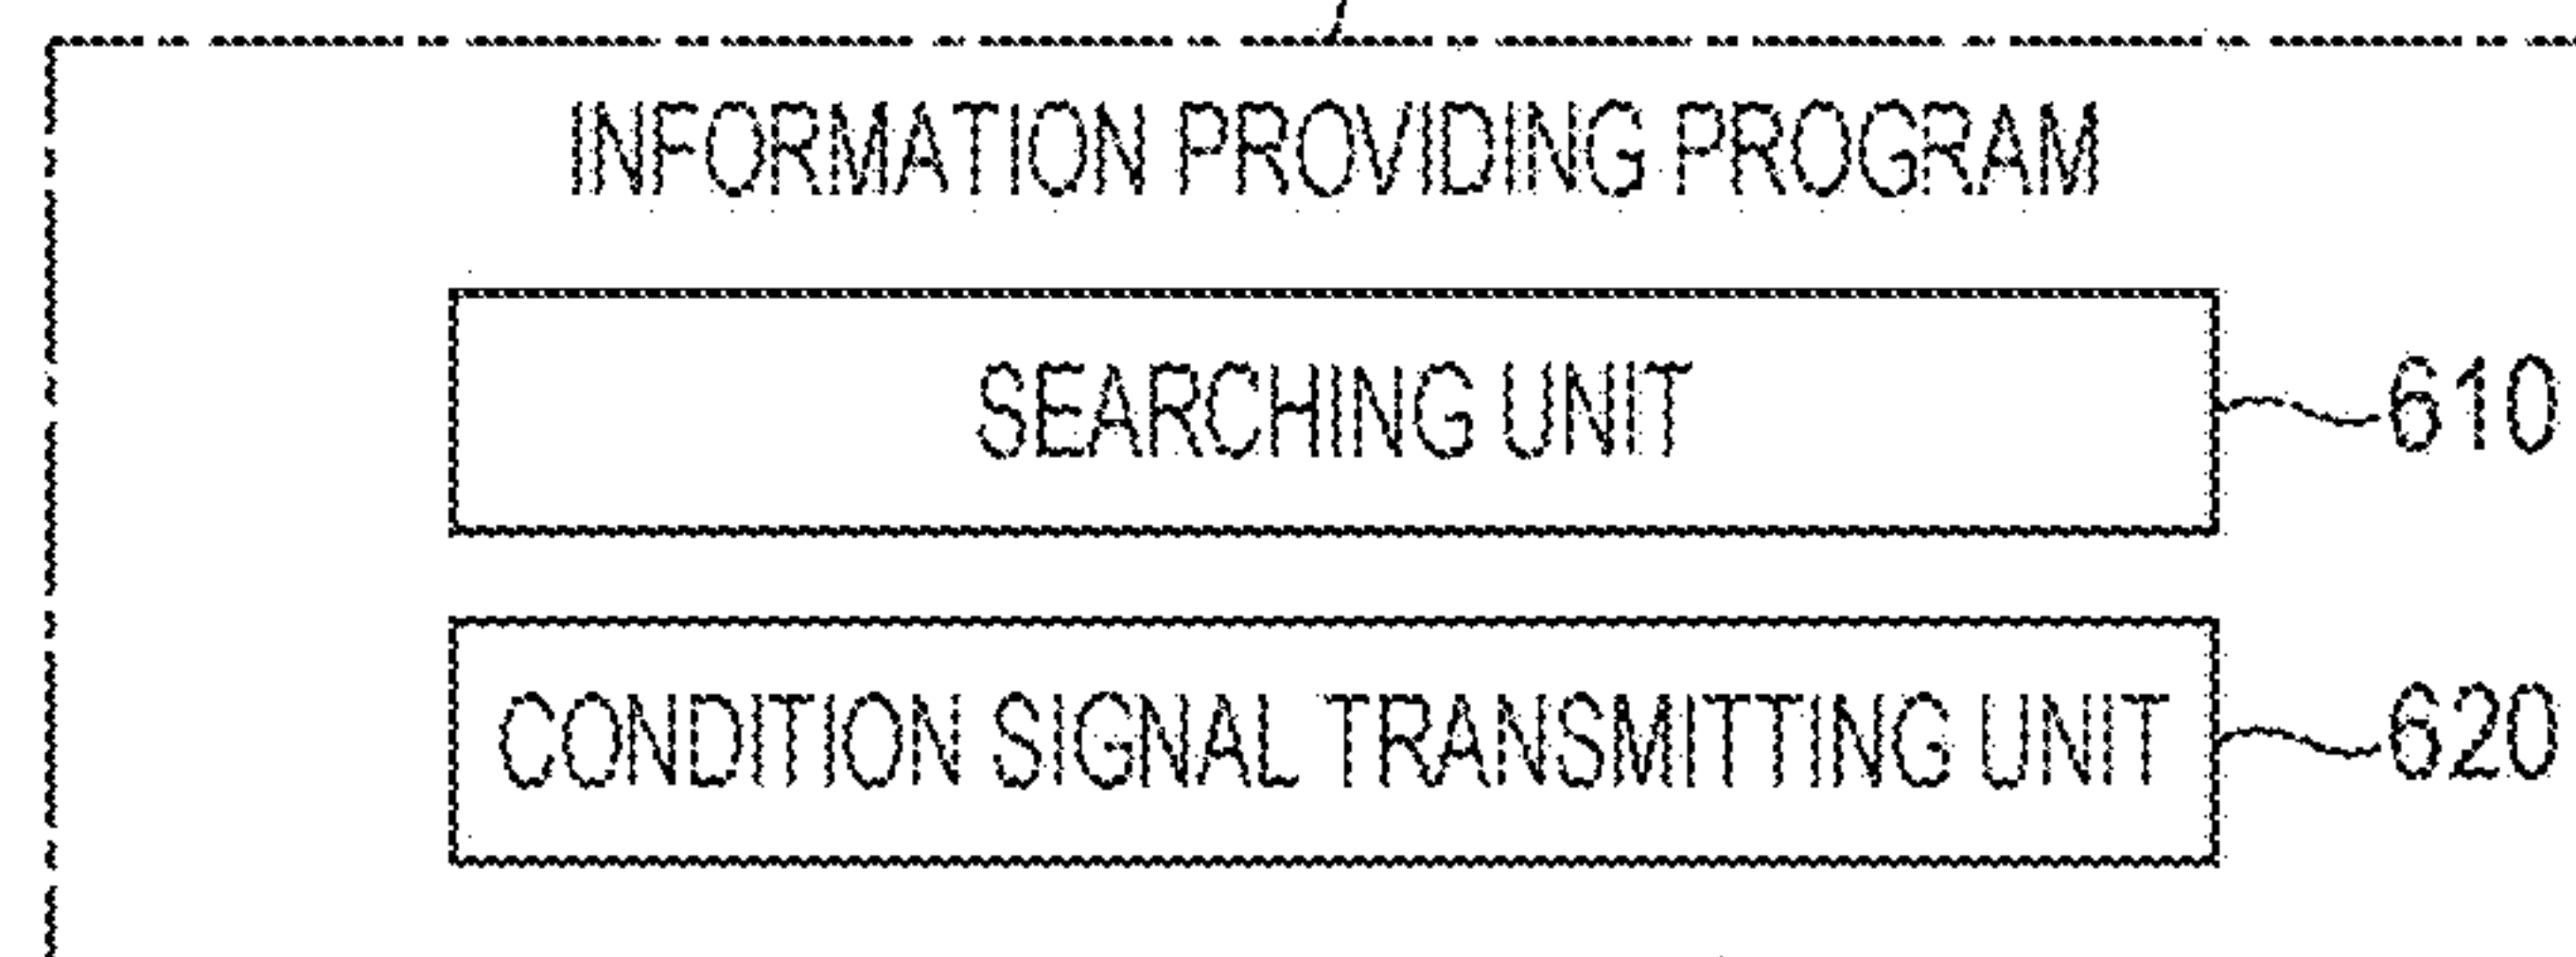 INFORMATION PROVIDING PROGRAM
SEARCHING UNIT
610
CONDITION SIGNAL TRANSMITTING UNIT
620